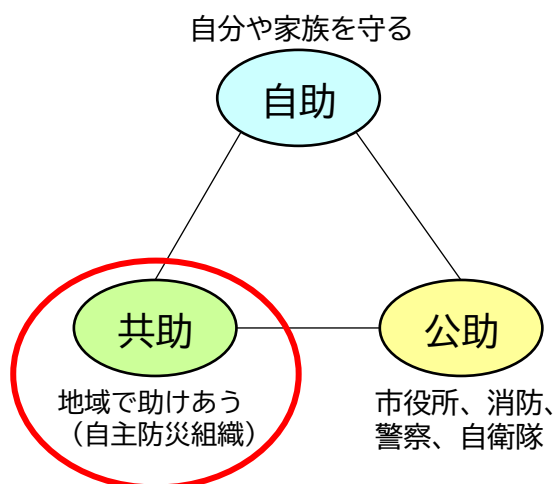 自分や家族を守る
自助
共助
地域で助けあう
（自主防災組織）
公助
市役所、消防、
警察、自衛隊